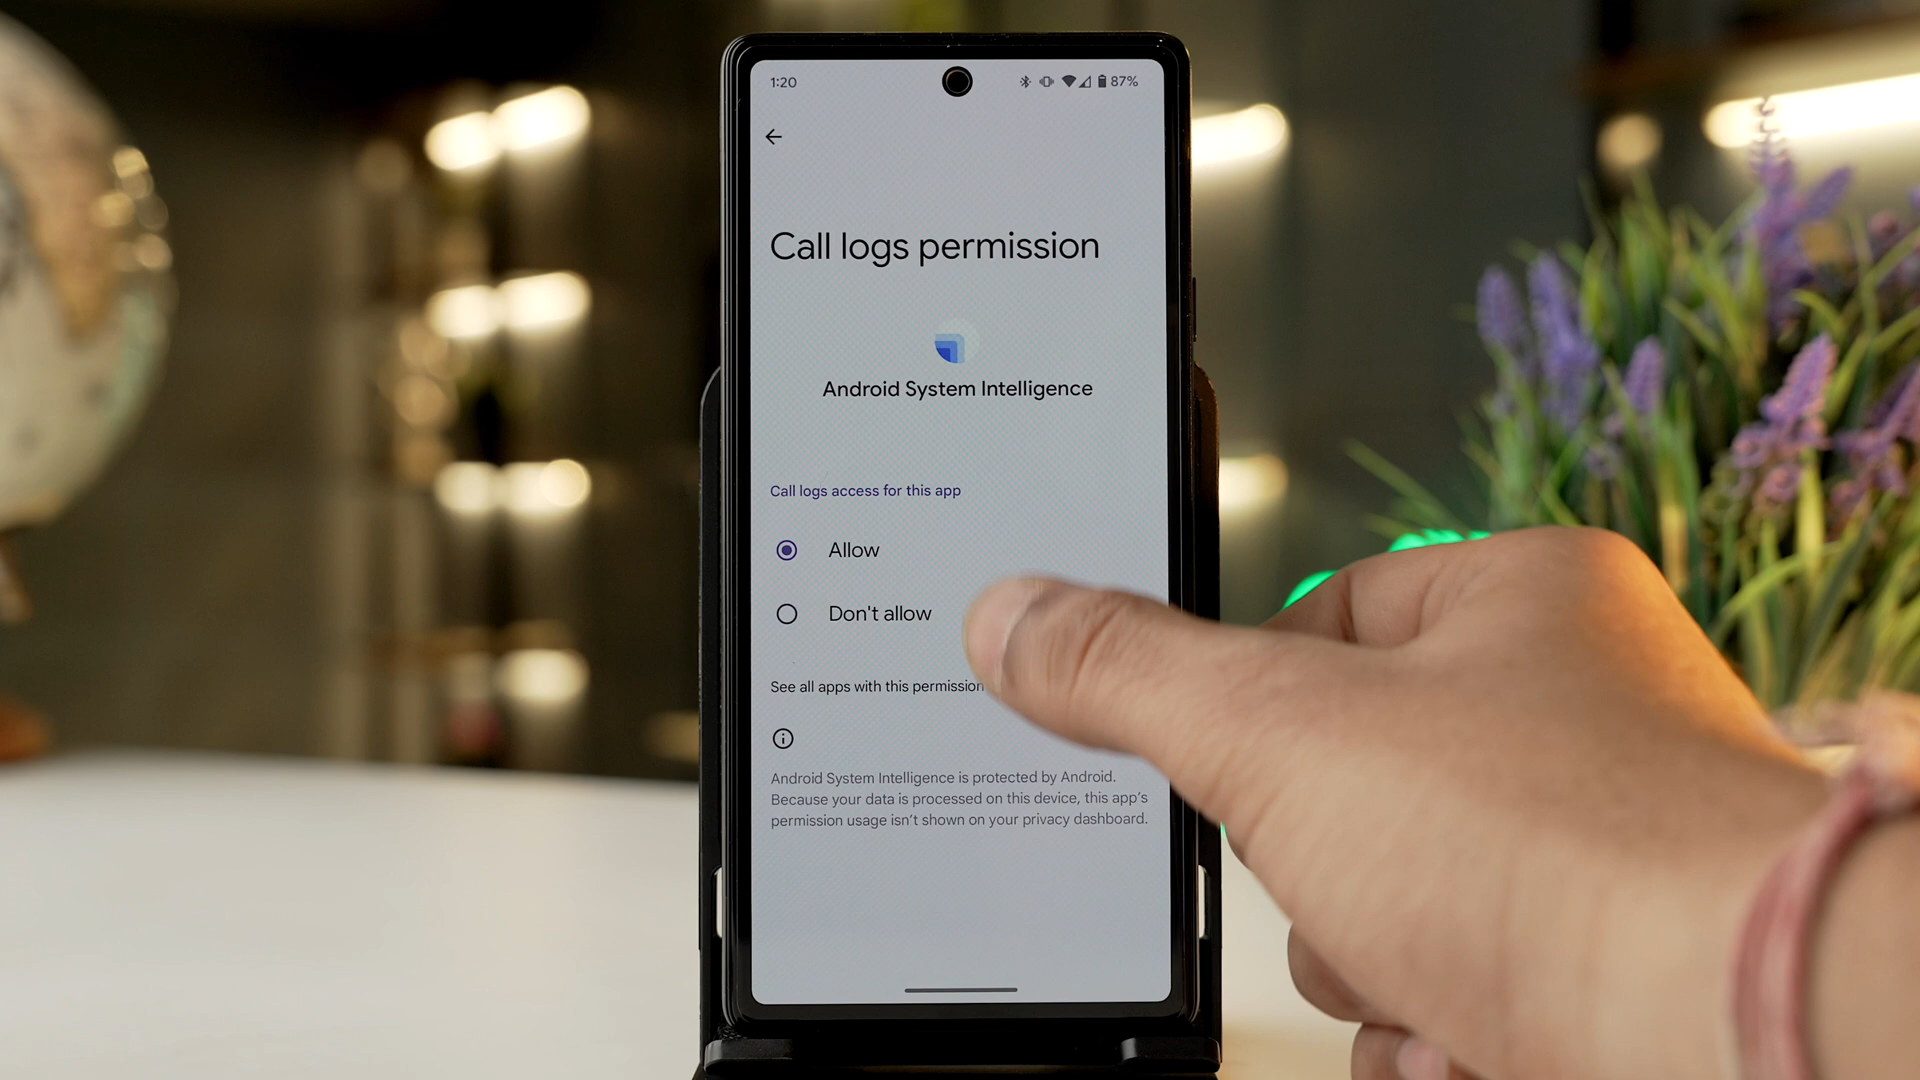 1:20
87%
Call logs permission
Android System Intelligence
Call logs access for this app
Allow
Don't allow
See all apps with this permission
Android System Intelligence is protected by Android.
Because your data is processed on this device, this app's
permission usage isn't shown on your privacy dashboard.